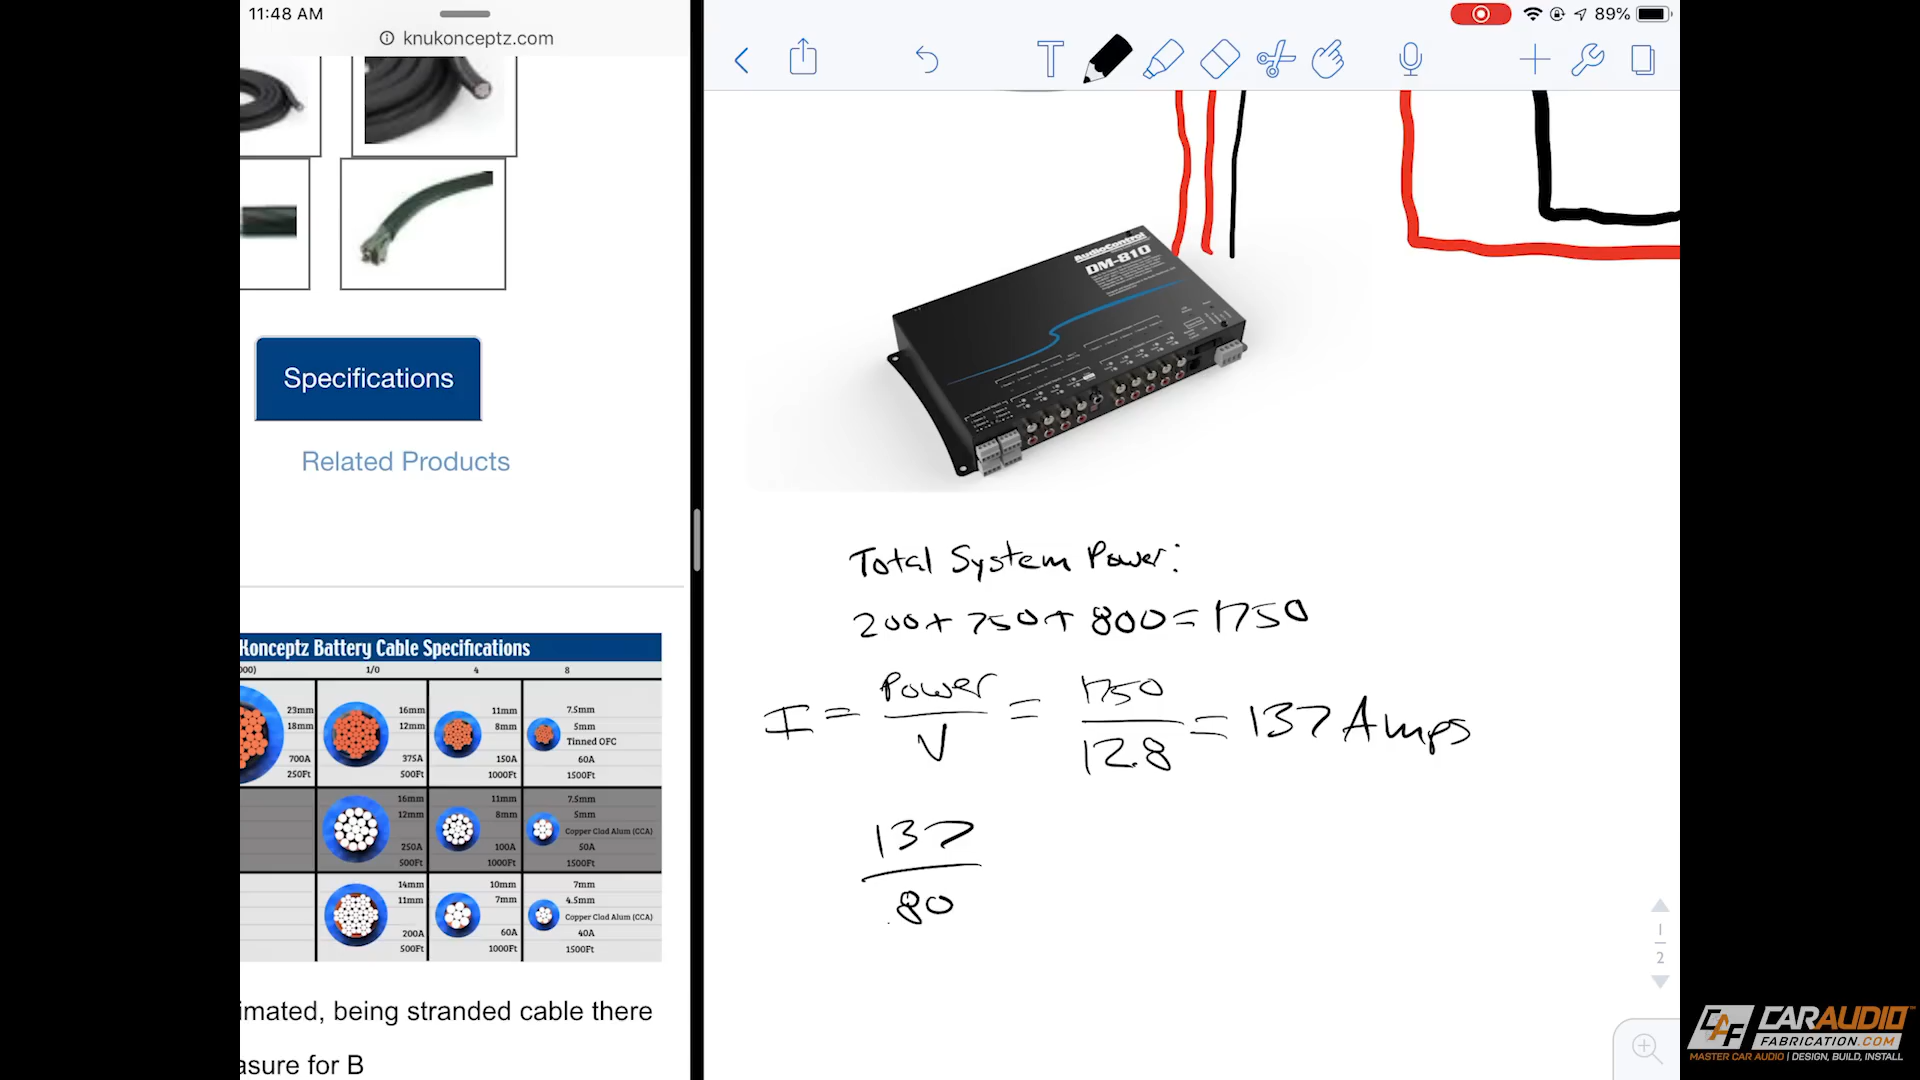 11:48 AM
knukonceptz.com
89%
T
Specifications
Related Products
Konceptz Battery Cable Specifications
000) 1/0 4 8
23mm 16mm 11mm 7.5mm
18mm 12mm 8mm 5mm
Tinned OFC
700A 375A 150A 60A
250Ft 500Ft 1000Ft 1500Ft
16mm 11mm 7.5mm
12mm 8mm 5mm
Copper Clad Alum (CCA)
250A 100A 50A
500Ft 1000Ft 1500Ft
14mm 10mm 7mm
11mm 7mm 4.5mm
Copper Clad Alum (CCA)
200A 60A 40A
500Ft 1000Ft 1500Ft
imated, being stranded cable there
asure for B
AudioControl
DM-810
Total System Power:
200+ 750+ 800=1750
I = Power/V = 1750/12.8 = 137 Amps
137
.80
1
2
CAF CARAUDIO
FABRICATION.COM
MASTER CAR AUDIO | DESIGN, BUILD, INSTALL